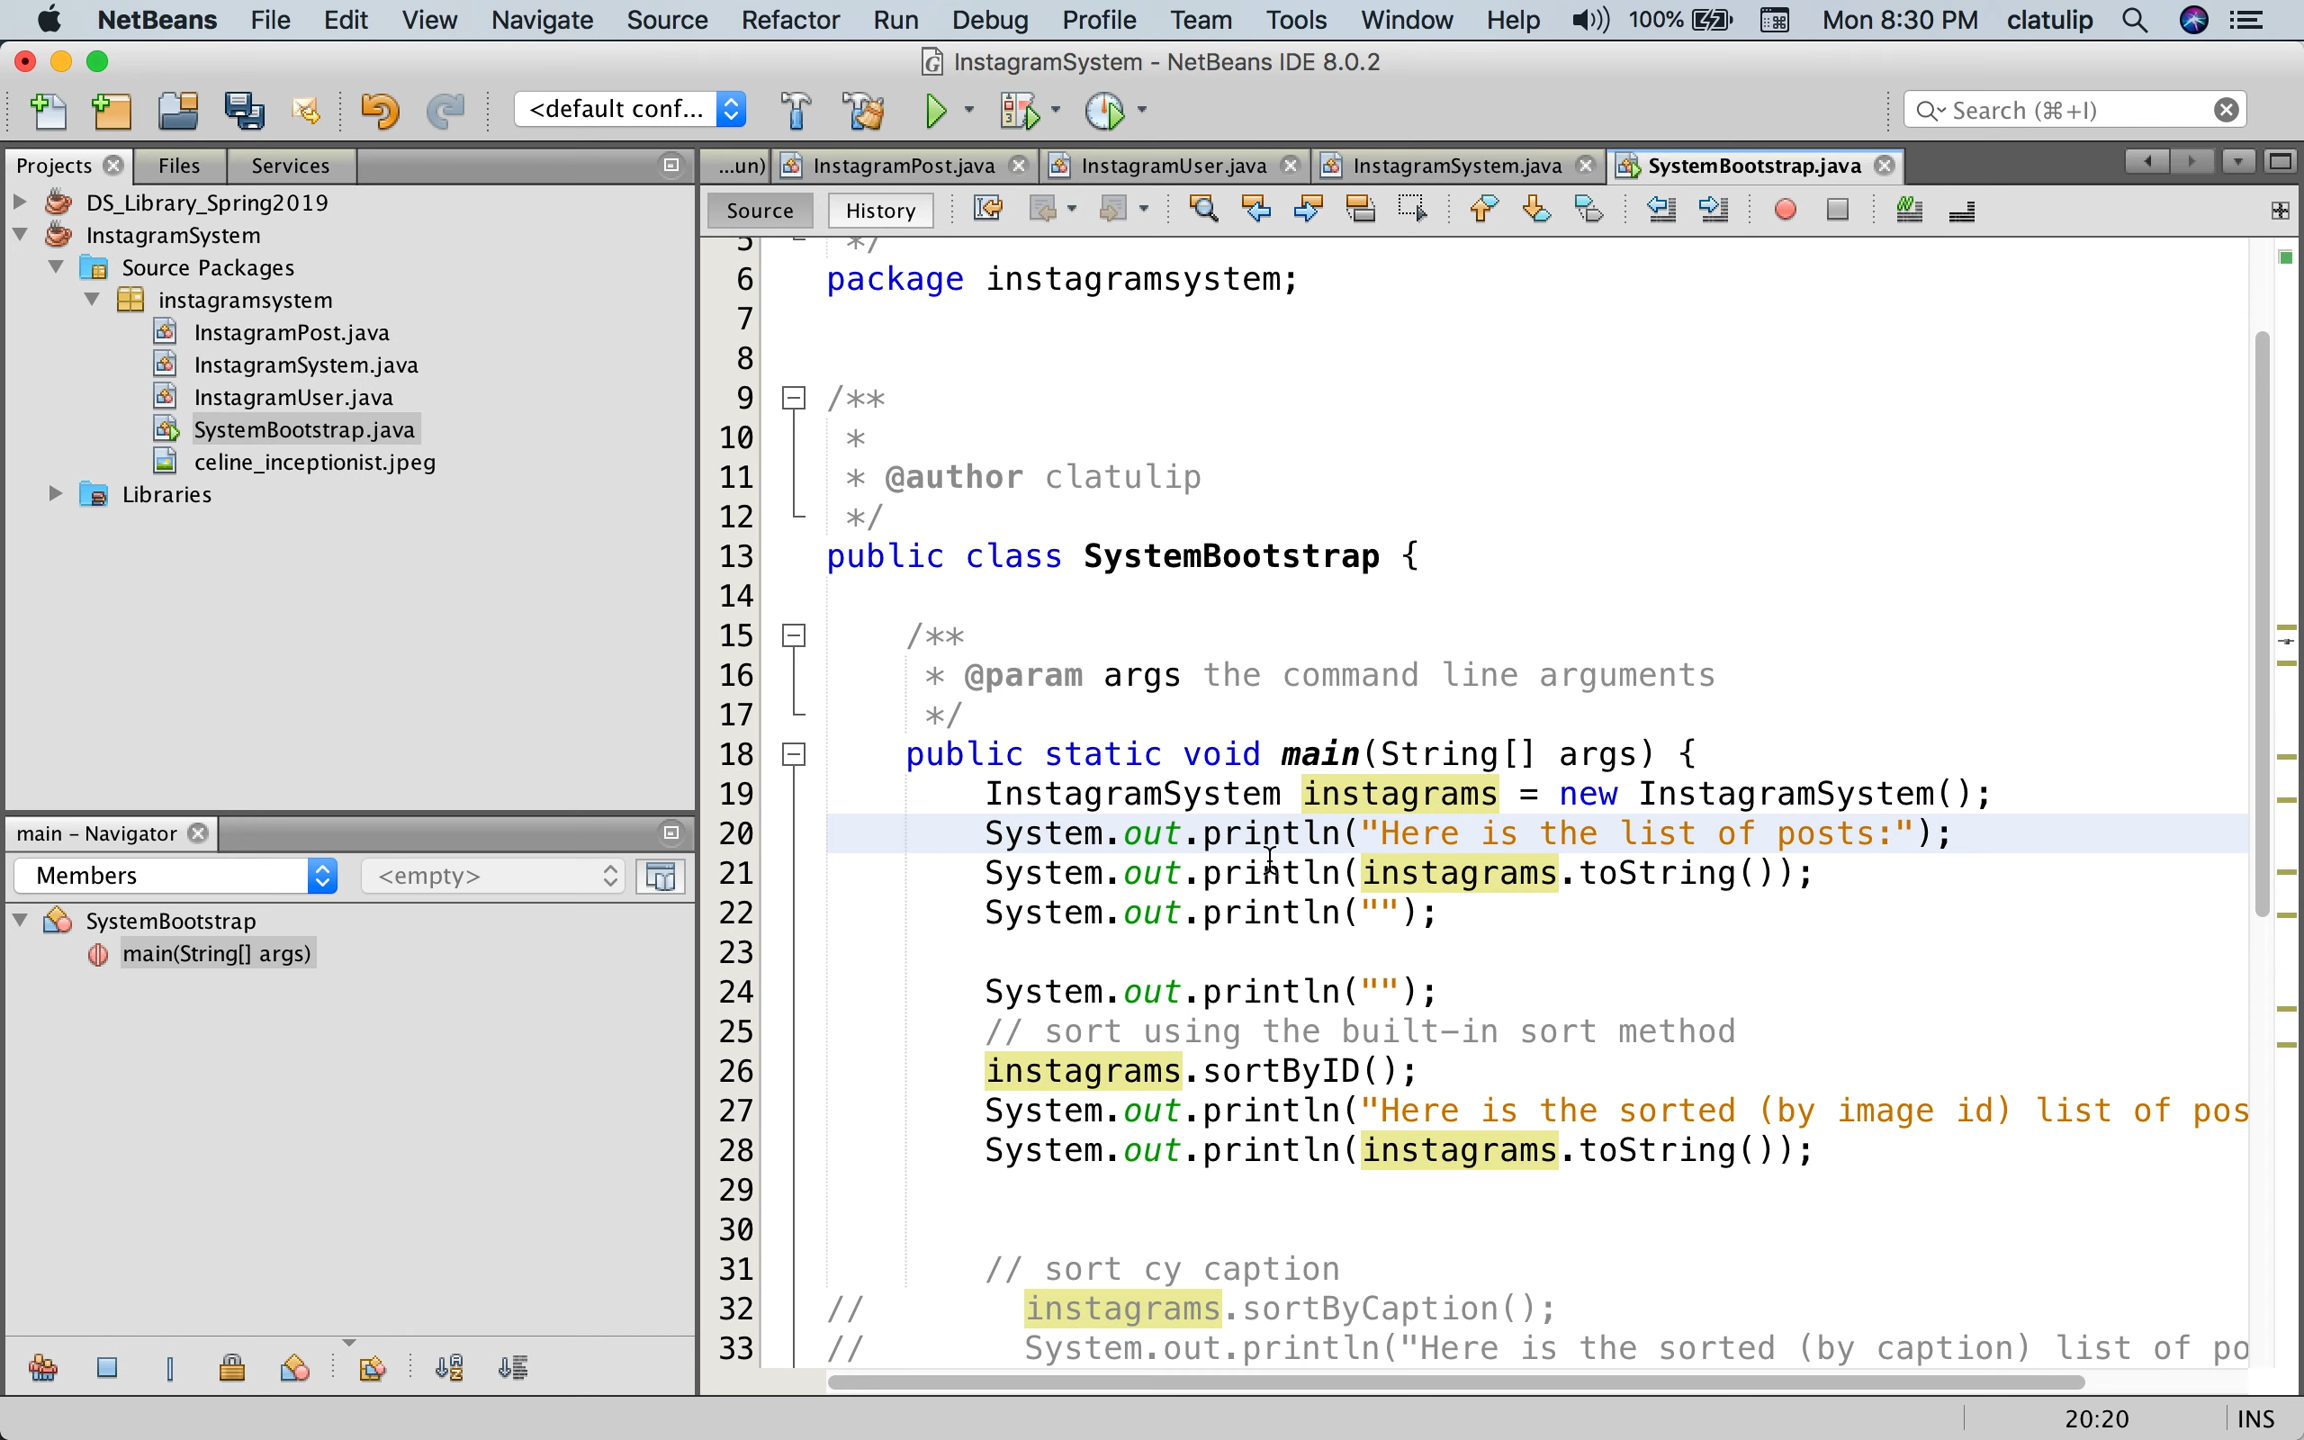 NetBeans File Edit View Navigate Source Refactor Run Debug Profile Team Tools Window Help 100% Mon 8:30 PM clatulip
InstagramSystem - NetBeans IDE 8.0.2
<default conf... Search (⌘+I)
Projects Files Services
...un) InstagramPost.java InstagramUser.java InstagramSystem.java SystemBootstrap.java
Source History
DS_Library_Spring2019
InstagramSystem
Source Packages
instagramsystem
InstagramPost.java
InstagramSystem.java
InstagramUser.java
SystemBootstrap.java
celine_inceptionist.jpeg
Libraries
main - Navigator
Members <empty>
SystemBootstrap
main(String[] args)
5 */
6 package instagramsystem;
7
8
9 /**
10 *
11 * @author clatulip
12 */
13 public class SystemBootstrap {
14
15 /**
16 * @param args the command line arguments
17 */
18 public static void main(String[] args) {
19 InstagramSystem instagrams = new InstagramSystem();
20 System.out.println("Here is the list of posts:");
21 System.out.println(instagrams.toString());
22 System.out.println("");
23
24 System.out.println("");
25 // sort using the built-in sort method
26 instagrams.sortByID();
27 System.out.println("Here is the sorted (by image id) list of pos
28 System.out.println(instagrams.toString());
29
30
31 // sort cy caption
32 // instagrams.sortByCaption();
33 // System.out.println("Here is the sorted (by caption) list of po
20:20 INS